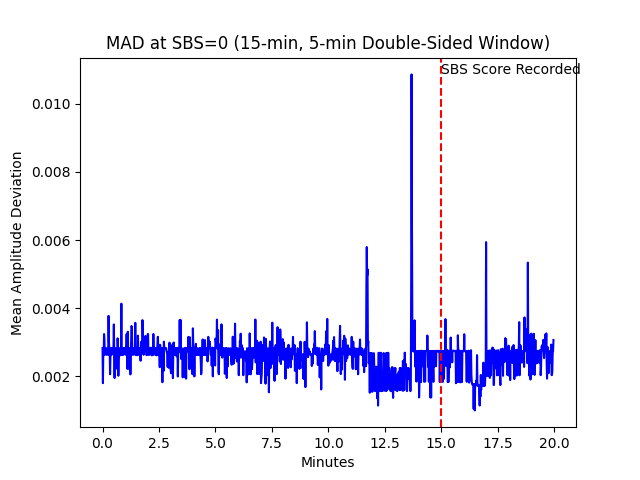 MAD at SBS=0 (15-min, 5-min Double-Sided Window)
SBS Score Recorded
Mean Amplitude Deviation
0.010
0.008
0.006
0.004
0.002
0.0 2.5 5.0 7.5 10.0 12.5 15.0 17.5 20.0
Minutes